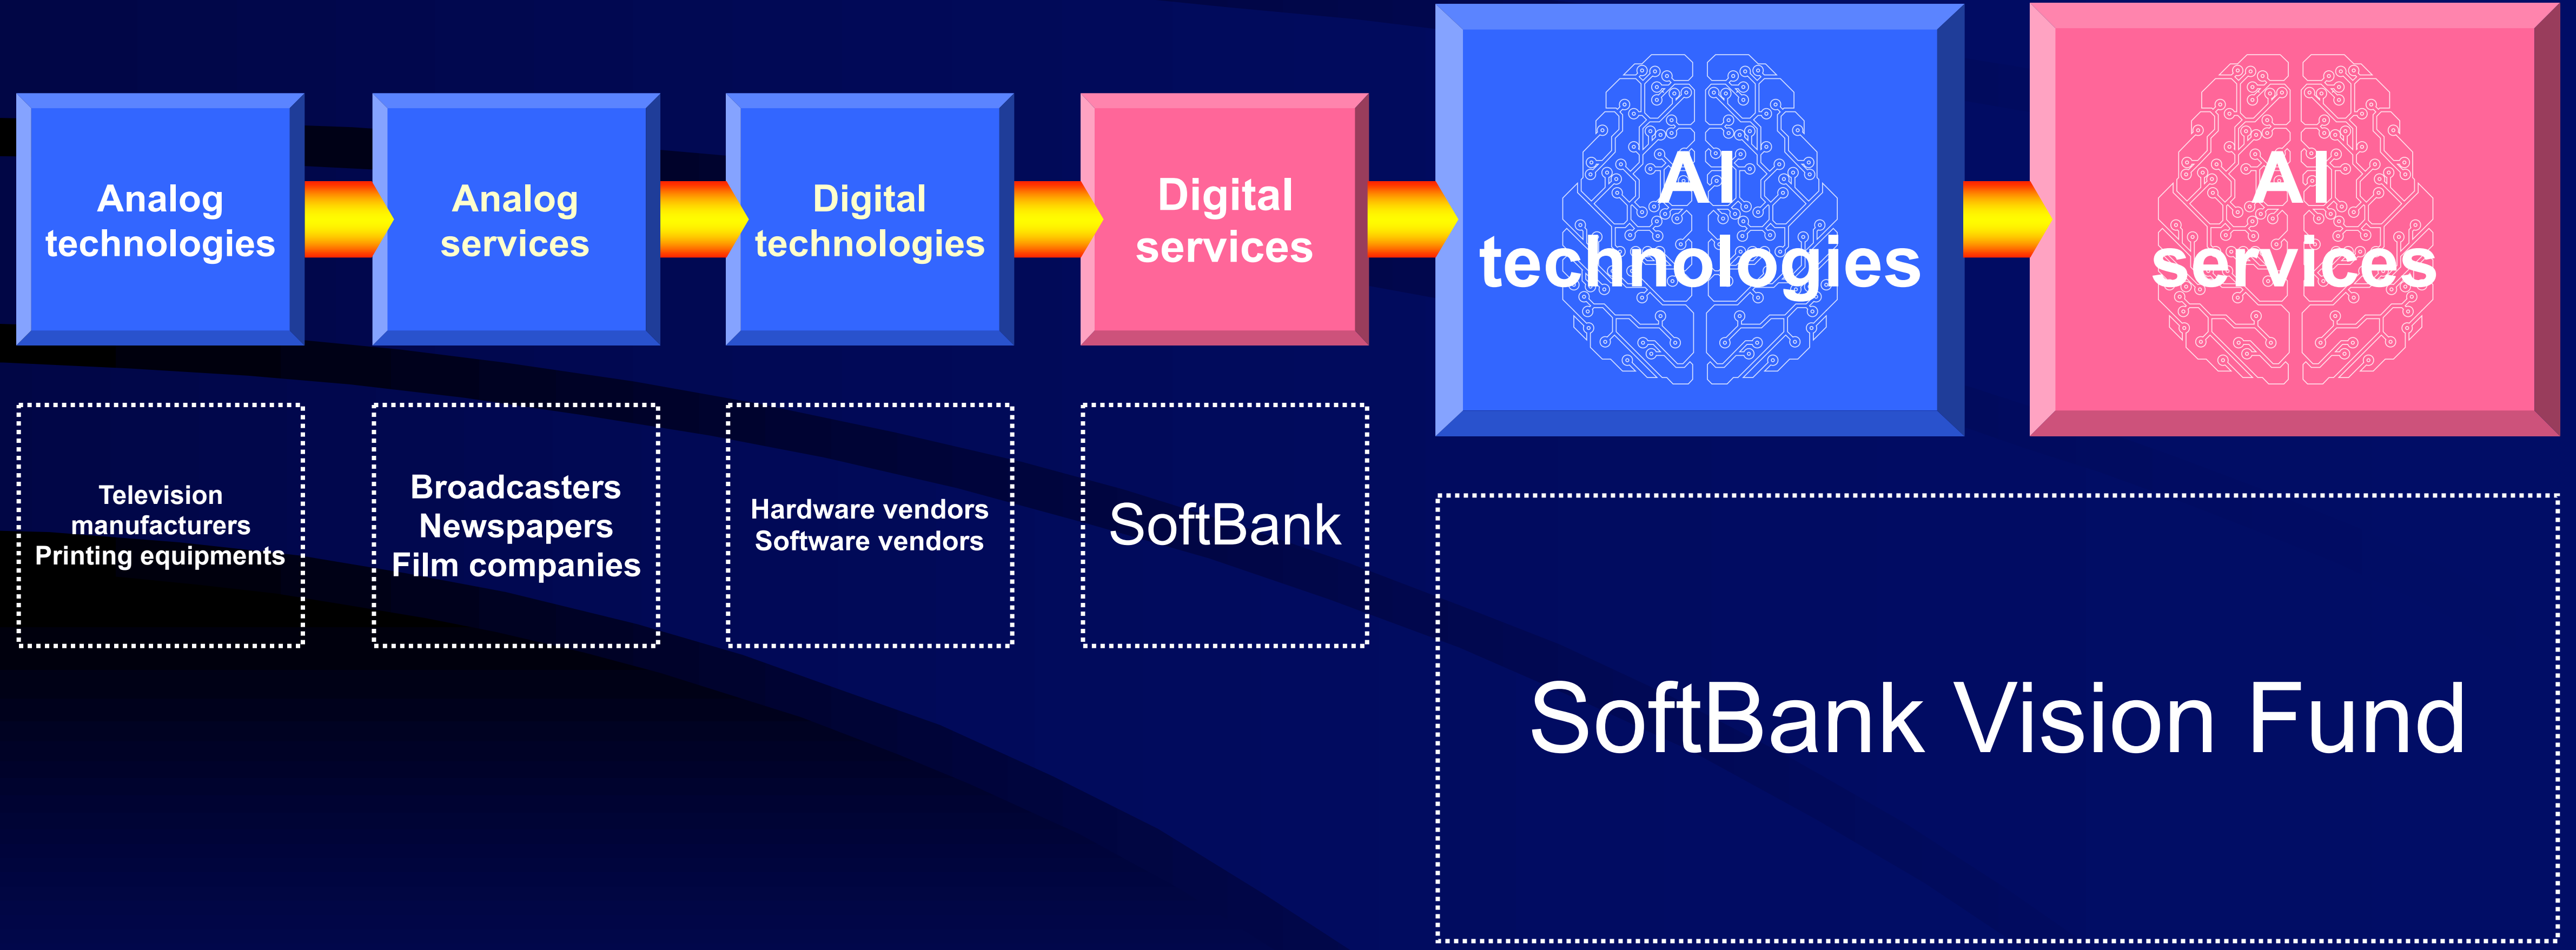 Analog
technologies
Analog
services
Digital
technologies
Digital
services
AI
technologies
AI
services
Television
manufacturers
Printing equipments
Broadcasters
Newspapers
Film companies
Hardware vendors
Software vendors
SoftBank
SoftBank Vision Fund